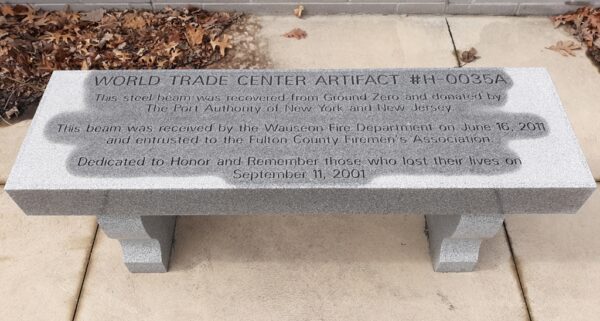 WORLD TRADE CENTER ARTIFACT #H-0035A
This steel beam was recovered from Ground Zero and donated by
The Port Authority of New York and New Jersey.
This beam was received by the Wauseon Fire Department on June 16, 2011
and entrusted to the Fulton County Firemen's Association.
Dedicated to Honor and Remember those who lost their lives on
September 11, 2001